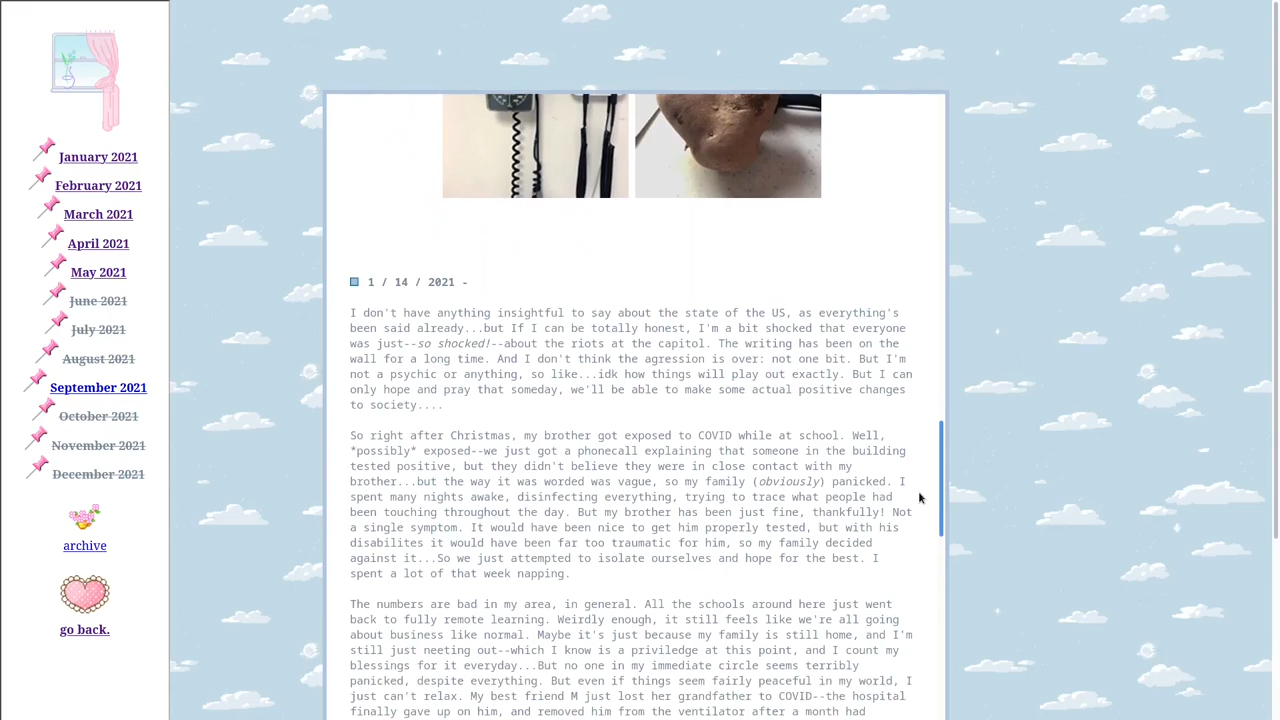 January 2021
February 2021
March 2021
April 2021
May 2021
June 2021
July 2021
August 2021
September 2021
October 2021
November 2021
December 2021
archive
go back.
1 / 14 / 2021 -
I don't have anything insightful to say about the state of the US, as everything's
been said already...but If I can be totally honest, I'm a bit shocked that everyone
was just--so shocked!--about the riots at the capitol. The writing has been on the
wall for a long time. And I don't think the agression is over: not one bit. But I'm
not a psychic or anything, so like...idk how things will play out exactly. But I can
only hope and pray that someday, we'll be able to make some actual positive changes
to society....
So right after Christmas, my brother got exposed to COVID while at school. Well,
*possibly* exposed--we just got a phonecall explaining that someone in the building
tested positive, but they didn't believe they were in close contact with my
brother...but the way it was worded was vague, so my family (obviously) panicked. I
spent many nights awake, disinfecting everything, trying to trace what people had
been touching throughout the day. But my brother has been just fine, thankfully! Not
a single symptom. It would have been nice to get him properly tested, but with his
disabilites it would have been far too traumatic for him, so my family decided
against it...So we just attempted to isolate ourselves and hope for the best. I
spent a lot of that week napping.
The numbers are bad in my area, in general. All the schools around here just went
back to fully remote learning. Weirdly enough, it still feels like we're all going
about business like normal. Maybe it's just because my family is still home, and I'm
still just neeting out--which I know is a priviledge at this point, and I count my
blessings for it everyday...But no one in my immediate circle seems terribly
panicked, despite everything. But even if things seem fairly peaceful in my world, I
just can't relax. My best friend M just lost her grandfather to COVID--the hospital
finally gave up on him, and removed him from the ventilator after a month had